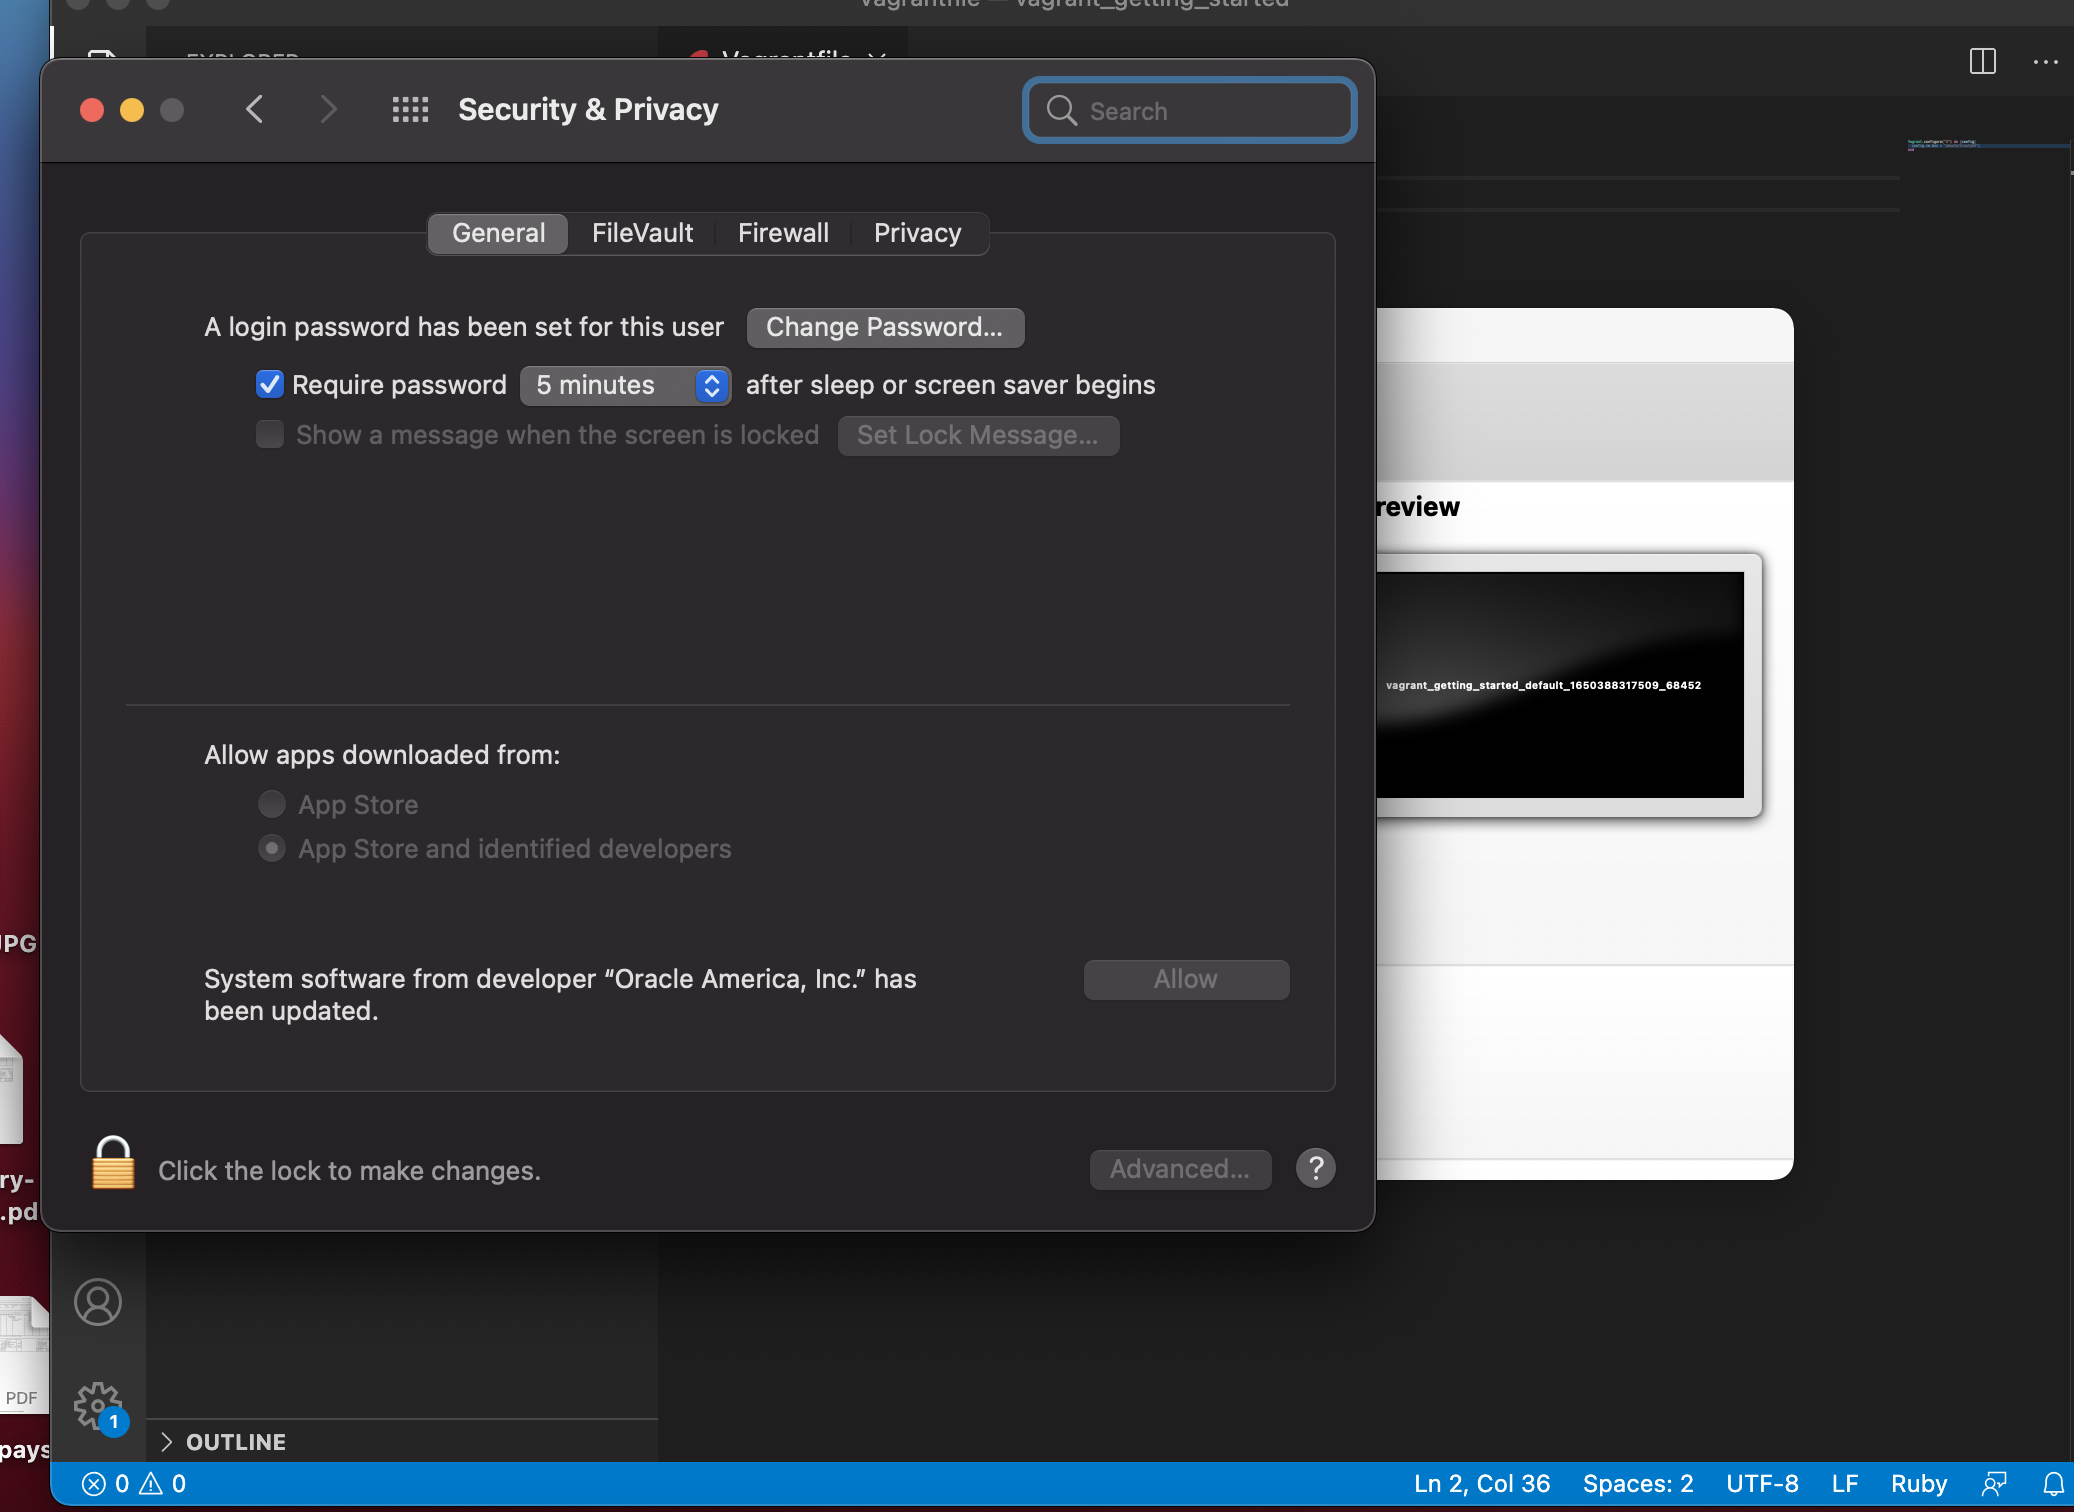 Vagrantfile — vagrant_getting_started
EXPLORER
Vagrantfile
Security & Privacy
Search
General
FileVault
Firewall
Privacy
A login password has been set for this user
Change Password...
Require password
5 minutes
after sleep or screen saver begins
Show a message when the screen is locked
Set Lock Message...
review
vagrant_getting_started_default_1650388317509_68452
Allow apps downloaded from:
App Store
App Store and identified developers
JPG
System software from developer “Oracle America, Inc.” has
been updated.
Allow
ry-
.pd
Click the lock to make changes.
Advanced...
?
PDF
1
pays
OUTLINE
0
0
Ln 2, Col 36
Spaces: 2
UTF-8
LF
Ruby